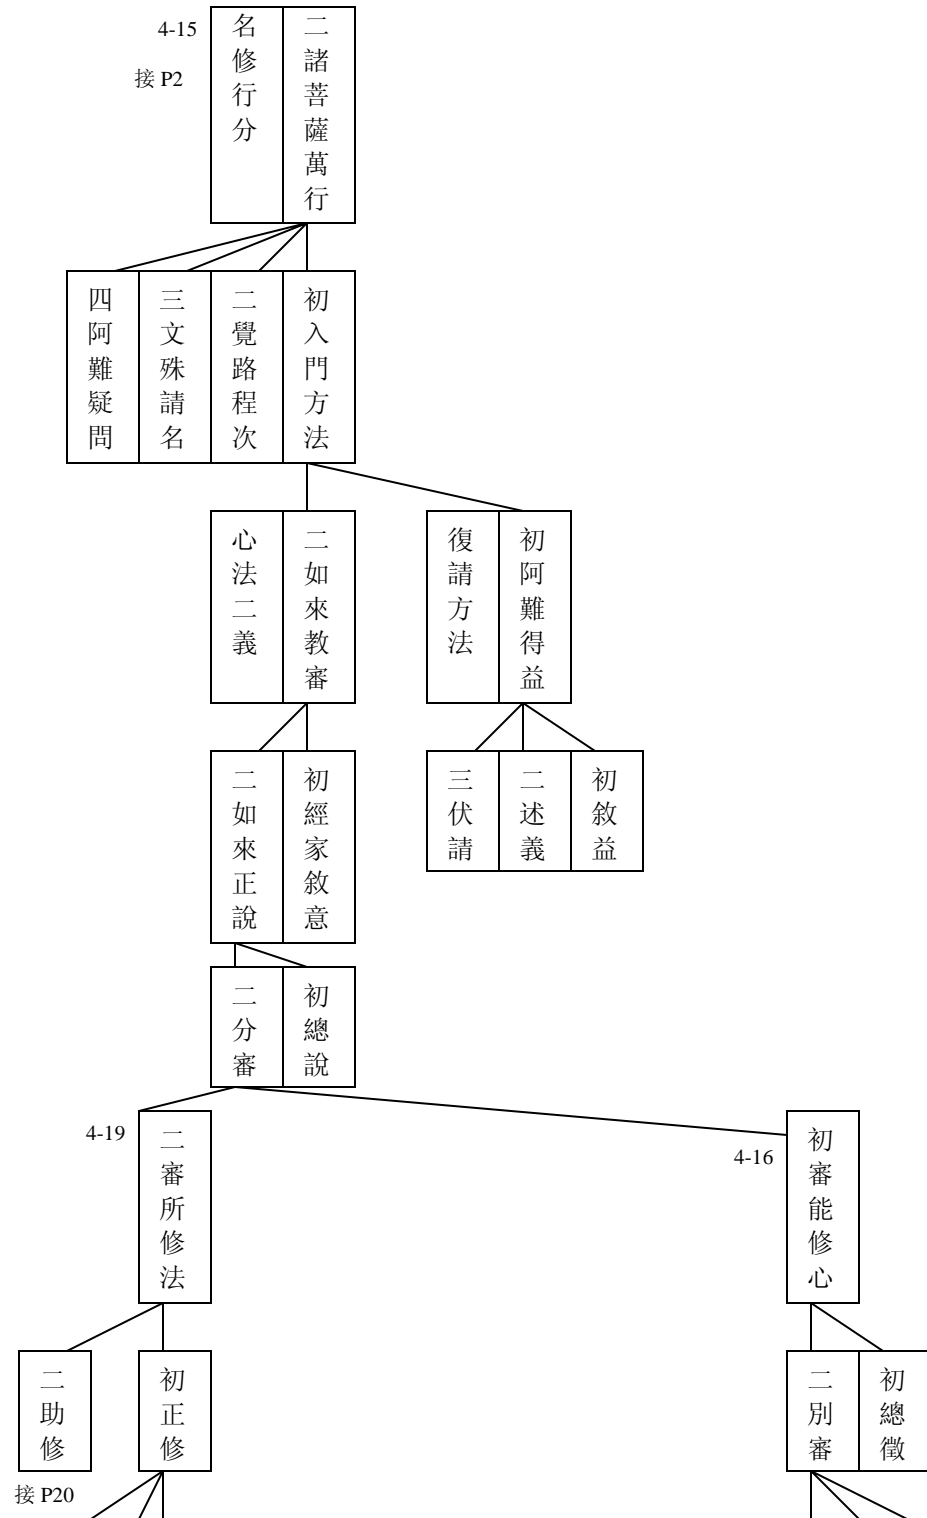 4-15
接 P2
二諸菩薩萬行
名修行分
初入門方法
二覺路程次
三文殊請名
四阿難疑問
初阿難得益
復請方法
二如來教審
心法二義
初敘益
二述義
三伏請
初經家敘意
二如來正說
初總說
二分審
4-16
初審能修心
4-19
二審所修法
初總徵
二別審
初正修
二助修
接 P20